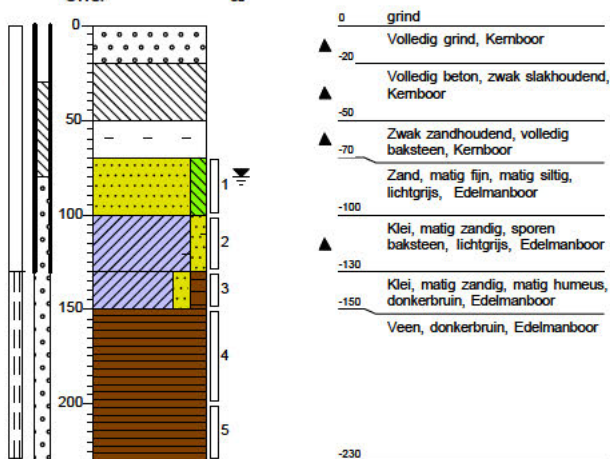 0
50
100
150
200
1
2
3
4
5
0 grind
Volledig grind, Kernboor
-20
Volledig beton, zwak slakhoudend,
Kernboor
-50
Zwak zandhoudend, volledig
baksteen, Kernboor
-70
Zand, matig fijn, matig siltig,
lichtgrijs, Edelmanboor
-100
Klei, matig zandig, sporen
baksteen, lichtgrijs, Edelmanboor
-130
Klei, matig zandig, matig humeus,
donkerbruin, Edelmanboor
-150
Veen, donkerbruin, Edelmanboor
-230